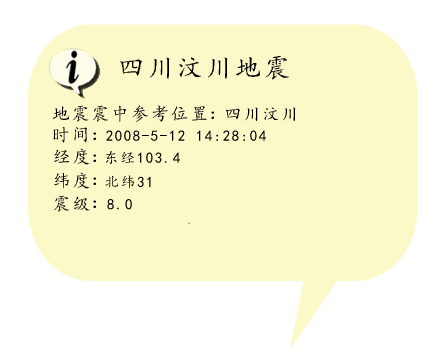 四川汶川地震
地震震中参考位置：四川汶川
时间：2008-5-12 14:28:04
经度：东经103.4
纬度：北纬31
震级：8.0